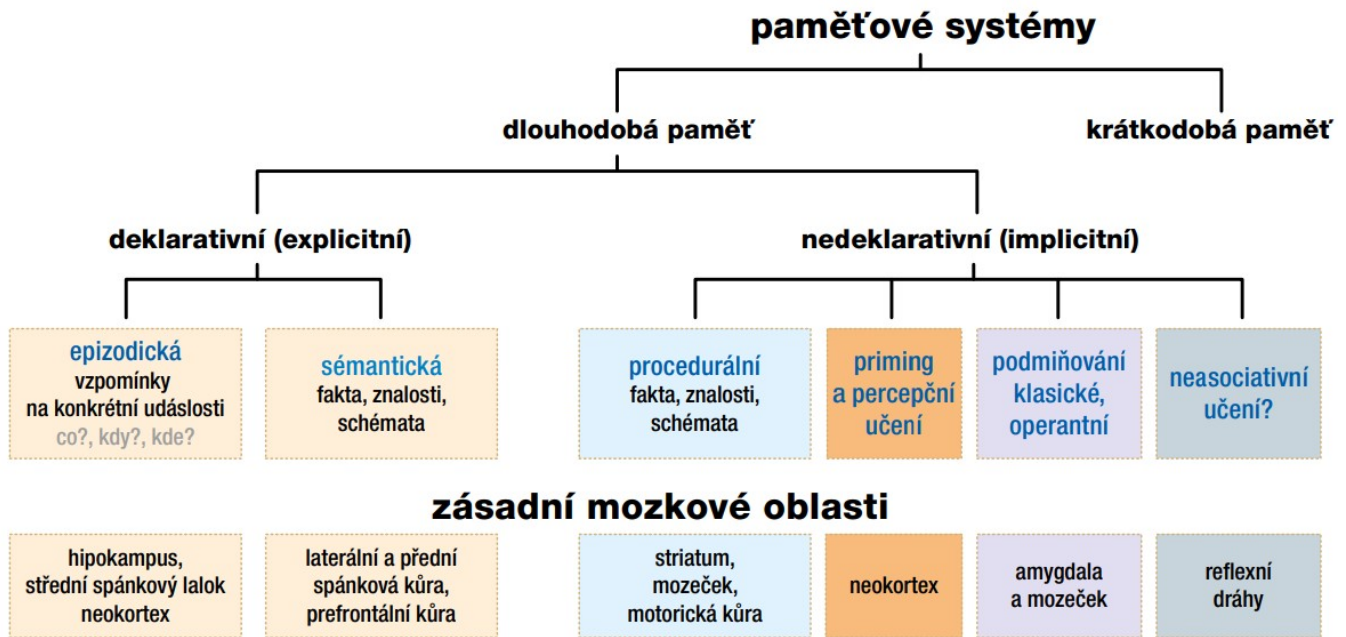 paměťové systémy
dlouhodobá paměť
krátkodobá paměť
deklarativní (explicitní)
nedeklarativní (implicitní)
epizodická
vzpomínky
na konkrétní udáslosti
co?, kdy?, kde?
sémantická
fakta, znalosti,
schémata
procedurální
fakta, znalosti,
schémata
priming
a percepční
učení
podmiňování
klasické,
operantní
neasociativní
učení?
zásadní mozkové oblasti
hipokampus,
střední spánkový lalok
neokortex
laterální a přední
spánková kůra,
prefrontální kůra
striatum,
mozeček,
motorická kůra
neokortex
amygdala
a mozeček
reflexní
dráhy